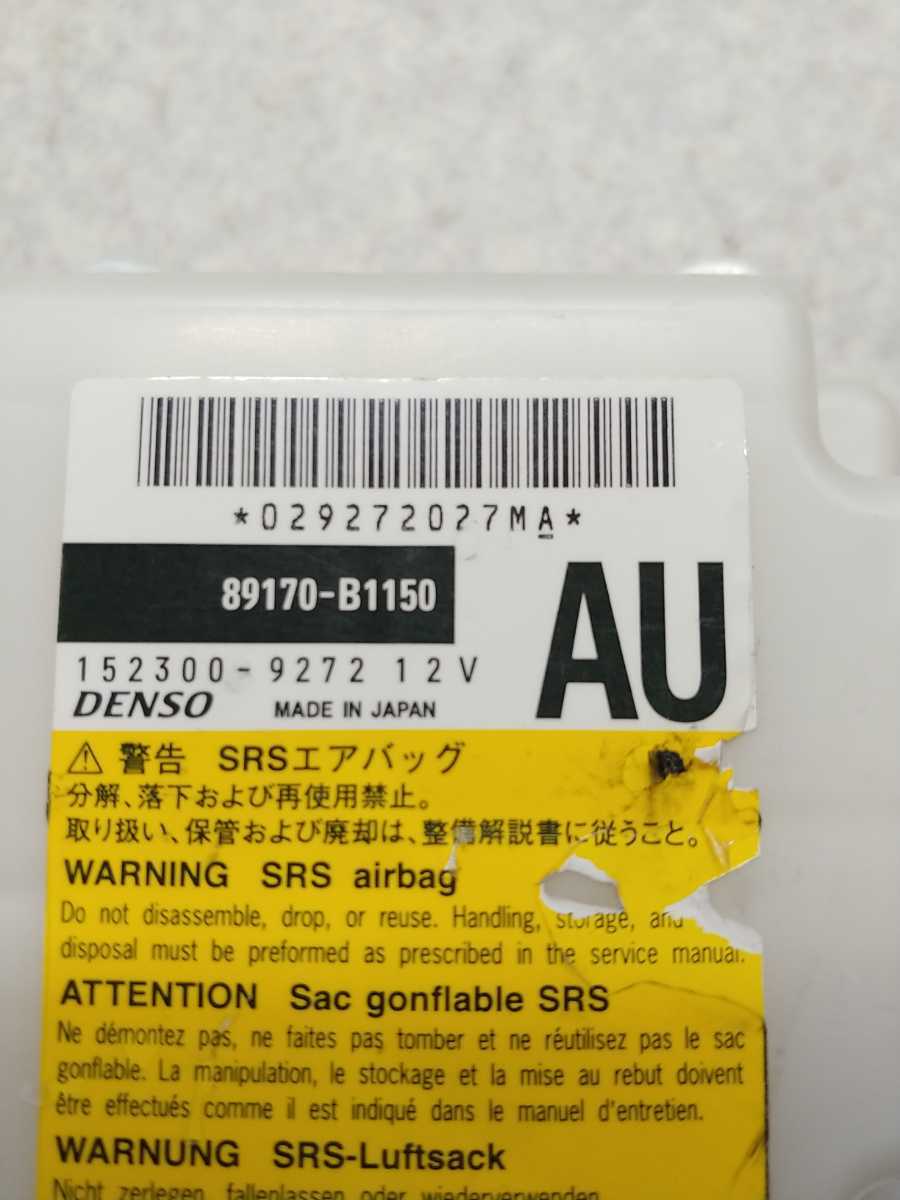 *029272027MA*
89170-B1150
AU
152300-9272 12V
DENSO MADE IN JAPAN
⚠ 警告 SRSエアバッグ
分解、落下および再使用禁止。
取り扱い、保管および廃却は、整備解説書に従うこと。
WARNING SRS airbag
Do not disassemble, drop, or reuse. Handling, storage, and
disposal must be preformed as prescribed in the service manual.
ATTENTION Sac gonflable SRS
Ne démontez pas, ne faites pas tomber et ne réutilisez pas le sac
gonflable. La manipulation, le stockage et la mise au rebut doivent
être effectués comme il est indiqué dans le manuel d'entretien.
WARNUNG SRS-Luftsack
Nicht zerlegen, fallenlassen oder wiederverwenden.